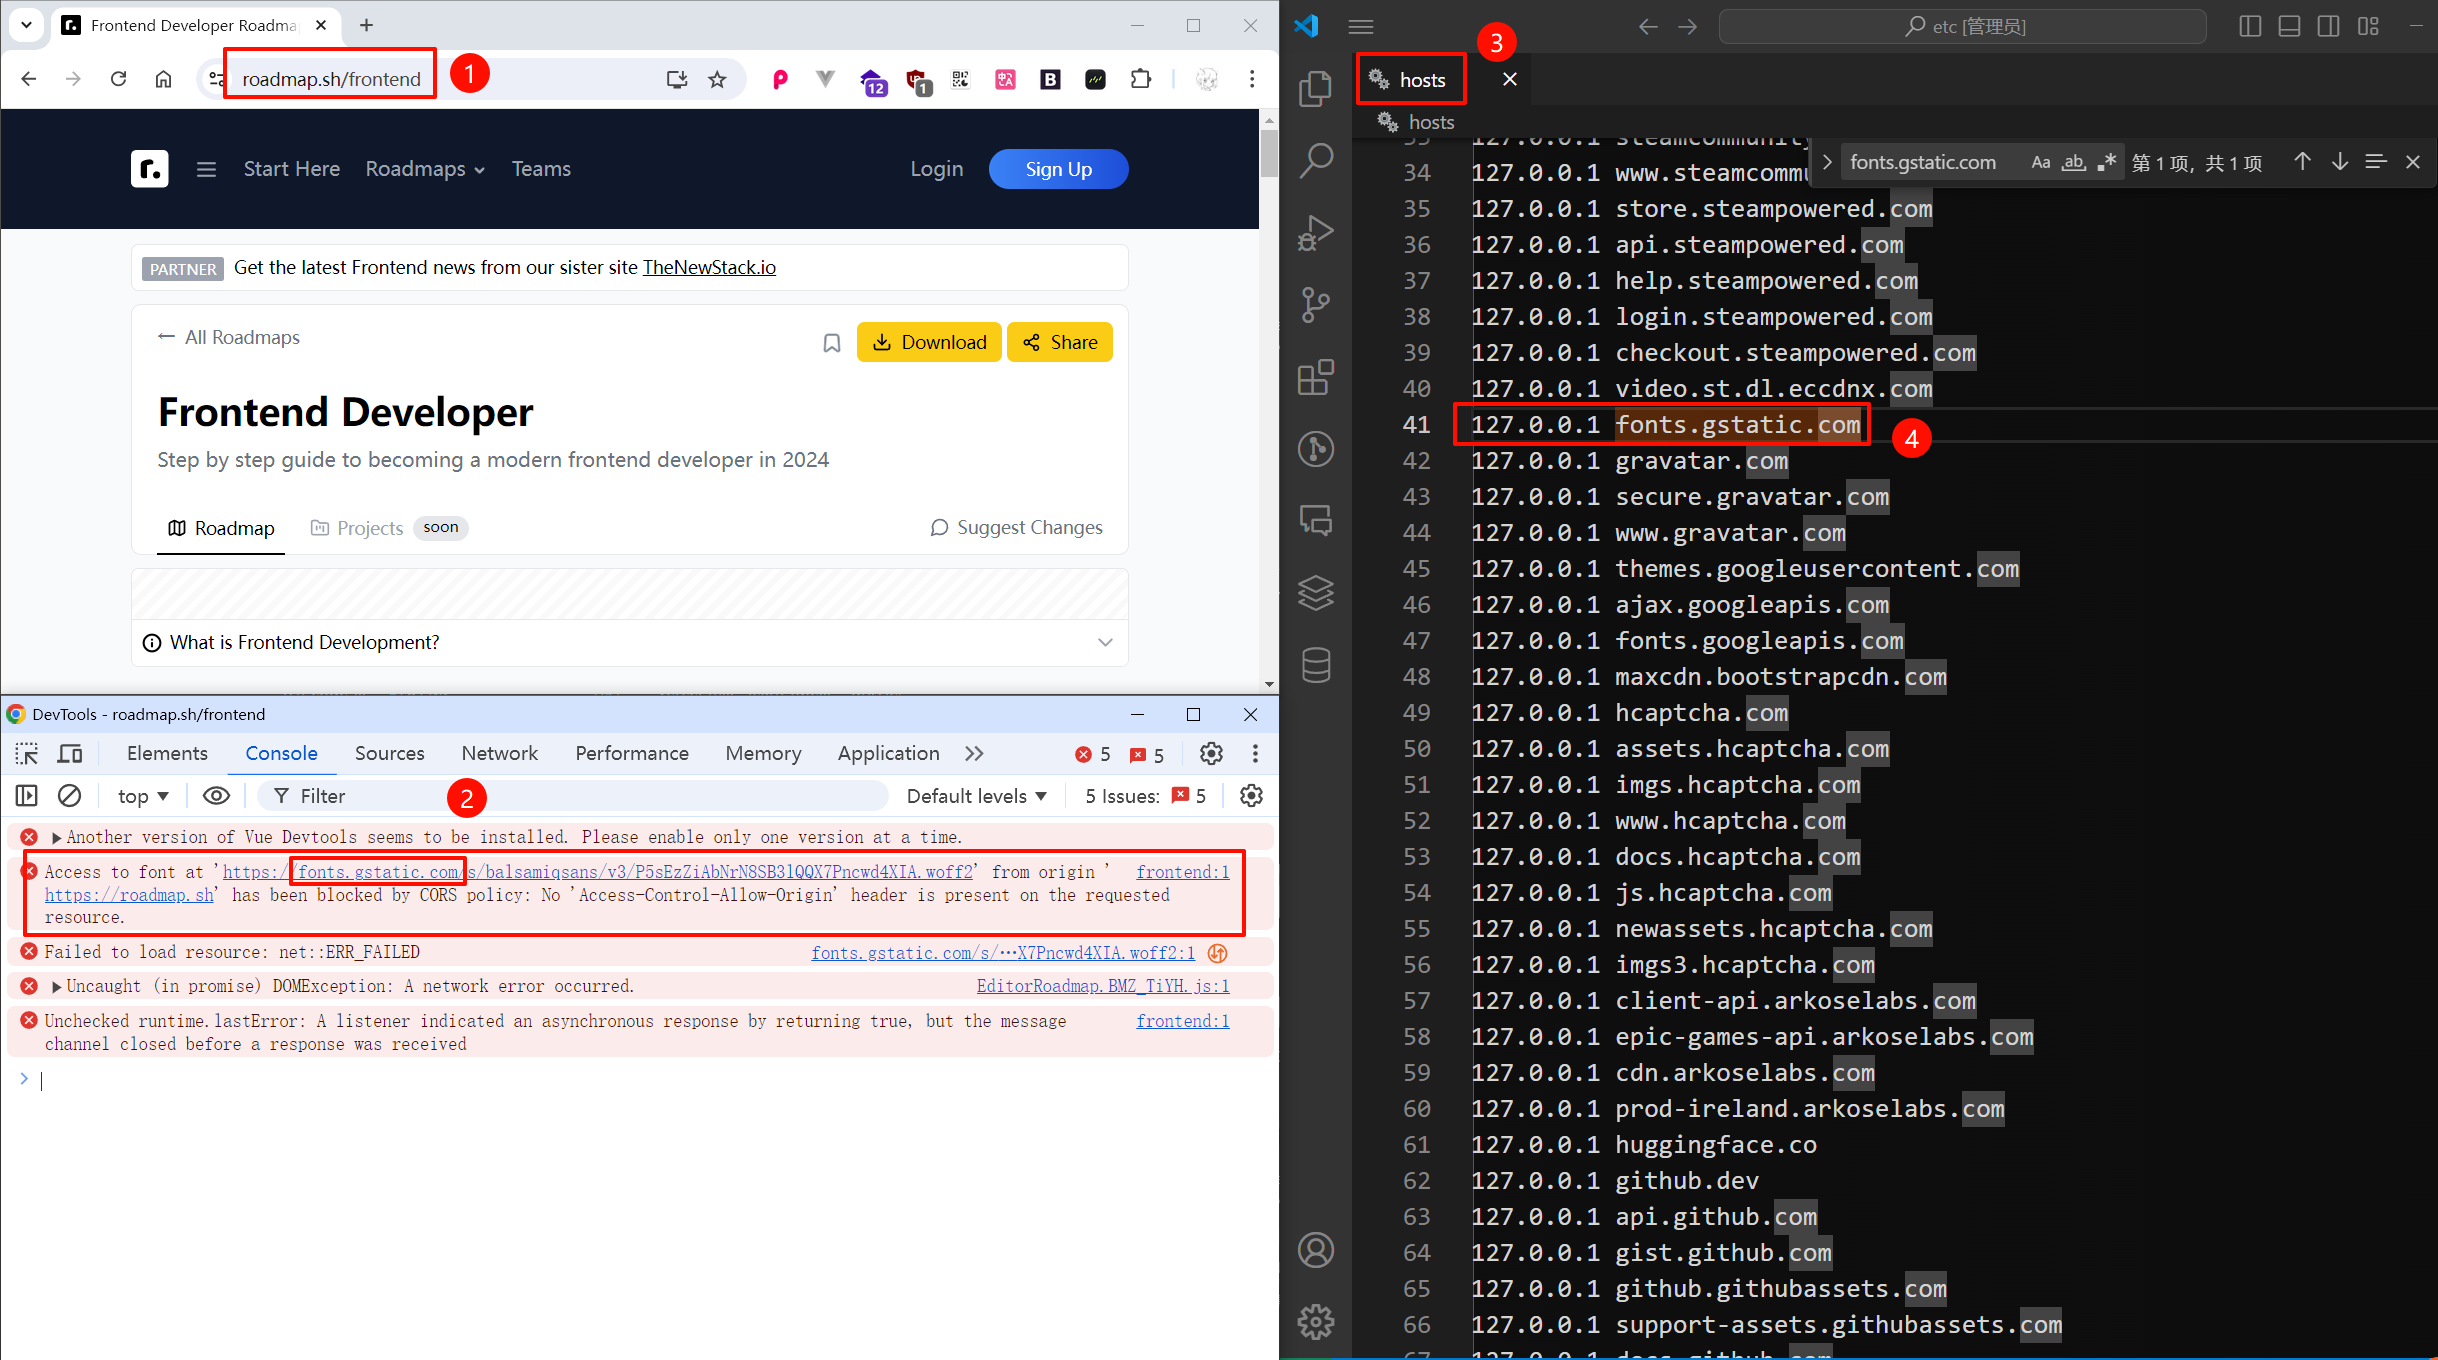 Frontend Developer Roadma
roadmap.sh/frontend
1
12
1
Start Here
Roadmaps
Teams
Login
Sign Up
PARTNER
Get the latest Frontend news from our sister site TheNewStack.io
← All Roadmaps
Download
Share
Frontend Developer
Step by step guide to becoming a modern frontend developer in 2024
Roadmap
Projects
soon
Suggest Changes
What is Frontend Development?
DevTools - roadmap.sh/frontend
Elements
Console
Sources
Network
Performance
Memory
Application
5
5
top
Filter
2
Default levels
5 Issues:
5
Another version of Vue Devtools seems to be installed. Please enable only one version at a time.
Access to font at 'https://fonts.gstatic.com/s/balsamiqsans/v3/P5sEzZiAbNrN8SB3lQQX7Pncwd4XIA.woff2' from origin '
frontend:1
https://roadmap.sh' has been blocked by CORS policy: No 'Access-Control-Allow-Origin' header is present on the requested
resource.
Failed to load resource: net::ERR_FAILED
fonts.gstatic.com/s/…X7Pncwd4XIA.woff2:1
Uncaught (in promise) DOMException: A network error occurred.
EditorRoadmap.BMZ_TiYH.js:1
Unchecked runtime.lastError: A listener indicated an asynchronous response by returning true, but the message
frontend:1
channel closed before a response was received
etc [管理员]
3
hosts
hosts
fonts.gstatic.com
Aa
ab
第 1 项，共 1 项
34 127.0.0.1 www.steamcommu
35 127.0.0.1 store.steampowered.com
36 127.0.0.1 api.steampowered.com
37 127.0.0.1 help.steampowered.com
38 127.0.0.1 login.steampowered.com
39 127.0.0.1 checkout.steampowered.com
40 127.0.0.1 video.st.dl.eccdnx.com
41 127.0.0.1 fonts.gstatic.com
4
42 127.0.0.1 gravatar.com
43 127.0.0.1 secure.gravatar.com
44 127.0.0.1 www.gravatar.com
45 127.0.0.1 themes.googleusercontent.com
46 127.0.0.1 ajax.googleapis.com
47 127.0.0.1 fonts.googleapis.com
48 127.0.0.1 maxcdn.bootstrapcdn.com
49 127.0.0.1 hcaptcha.com
50 127.0.0.1 assets.hcaptcha.com
51 127.0.0.1 imgs.hcaptcha.com
52 127.0.0.1 www.hcaptcha.com
53 127.0.0.1 docs.hcaptcha.com
54 127.0.0.1 js.hcaptcha.com
55 127.0.0.1 newassets.hcaptcha.com
56 127.0.0.1 imgs3.hcaptcha.com
57 127.0.0.1 client-api.arkoselabs.com
58 127.0.0.1 epic-games-api.arkoselabs.com
59 127.0.0.1 cdn.arkoselabs.com
60 127.0.0.1 prod-ireland.arkoselabs.com
61 127.0.0.1 huggingface.co
62 127.0.0.1 github.dev
63 127.0.0.1 api.github.com
64 127.0.0.1 gist.github.com
65 127.0.0.1 github.githubassets.com
66 127.0.0.1 support-assets.githubassets.com